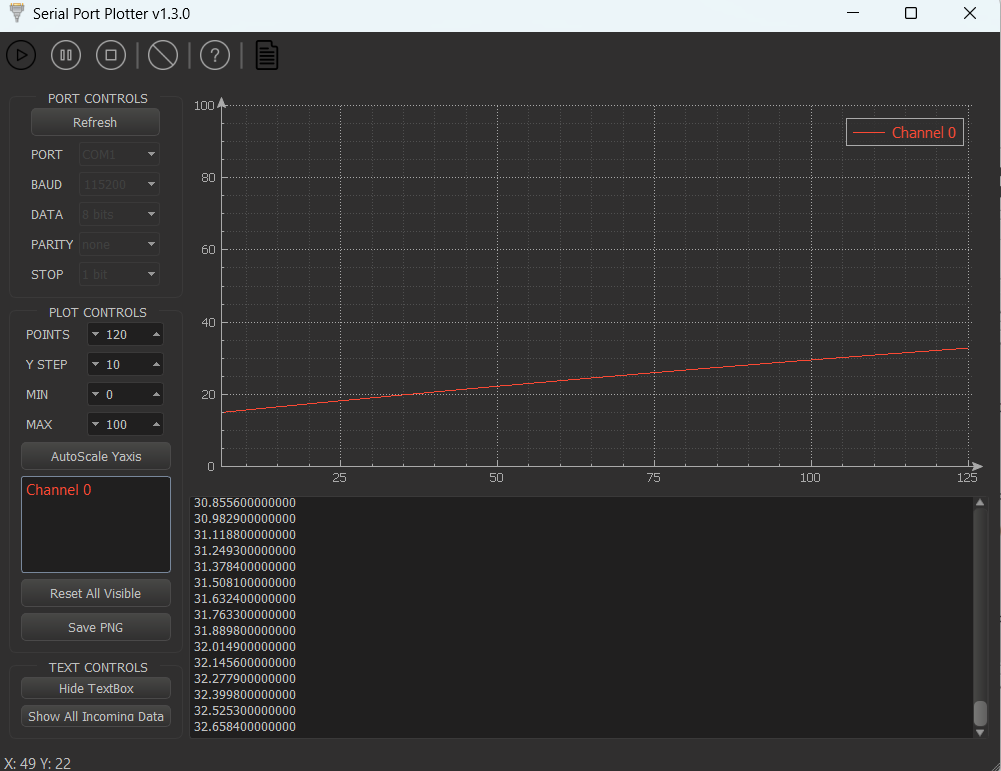 Serial Port Plotter v1.3.0
PORT CONTROLS
Refresh
PORT COM1
BAUD 115200
DATA 8 bits
PARITY none
STOP 1 bit
PLOT CONTROLS
POINTS 120
Y STEP 10
MIN 0
MAX 100
AutoScale Yaxis
Channel 0
Reset All Visible
Save PNG
TEXT CONTROLS
Hide TextBox
Show All Incoming Data
X: 49 Y: 22
100
80
60
40
20
0
25 50 75 100 125
Channel 0
30.855600000000
30.982900000000
31.118800000000
31.249300000000
31.378400000000
31.508100000000
31.632400000000
31.763300000000
31.889800000000
32.014900000000
32.145600000000
32.277900000000
32.399800000000
32.525300000000
32.658400000000